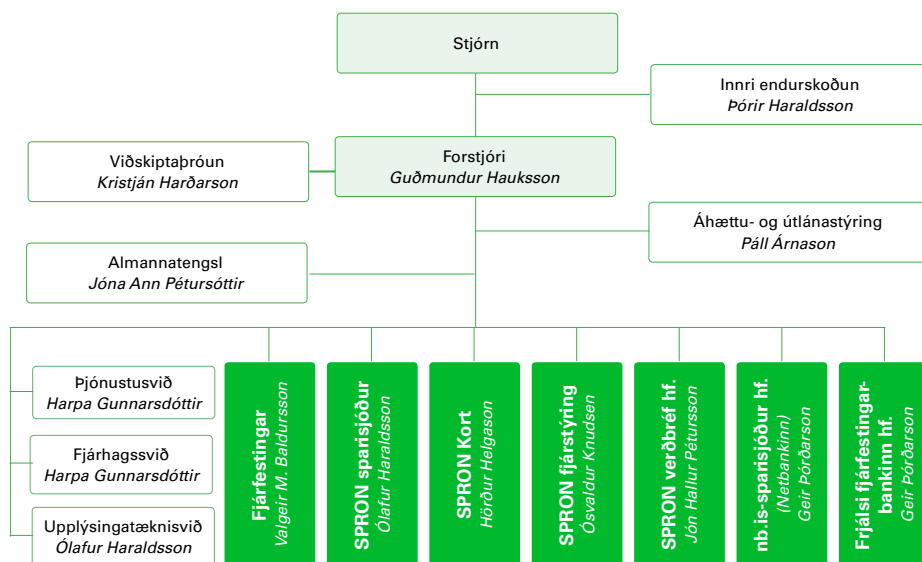 Stjórn
Innri endurskoðun
Þórir Haraldsson
Viðskiptaþróun
Kristján Harðarson
Forstjóri
Guðmundur Hauksson
Áhættu- og útlánastýring
Páll Árnason
Almannatengsl
Jóna Ann Pétursóttir
Þjónustusvið
Harpa Gunnarsdóttir
Fjárhagssvið
Harpa Gunnarsdóttir
Upplýsingatæknisvið
Ólafur Haraldsson
Fjárfestingar
Valgeir M. Baldursson
SPRON sparisjóður
Ólafur Haraldsson
SPRON Kort
Hörður Helgason
SPRON fjárstýring
Ósvaldur Knudsen
SPRON verðbréf hf.
Jón Hallur Pétursson
nb.is-sparisjóður hf.
(Netbankinn)
Geir Þórðarson
Frjálsi fjárfestingar-
bankinn hf.
Geir Þórðarson